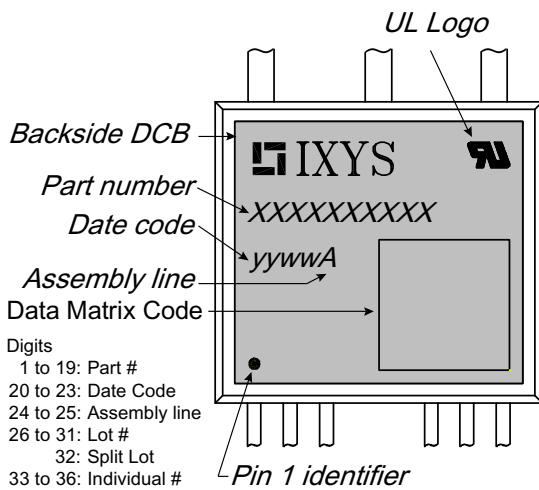 UL Logo
Backside DCB
IXYS
Part number
XXXXXXXXXX
Date code
yywwA
Assembly line
Data Matrix Code
Digits
1 to 19: Part #
20 to 23: Date Code
24 to 25: Assembly line
26 to 31: Lot #
32: Split Lot
33 to 36: Individual #
Pin 1 identifier